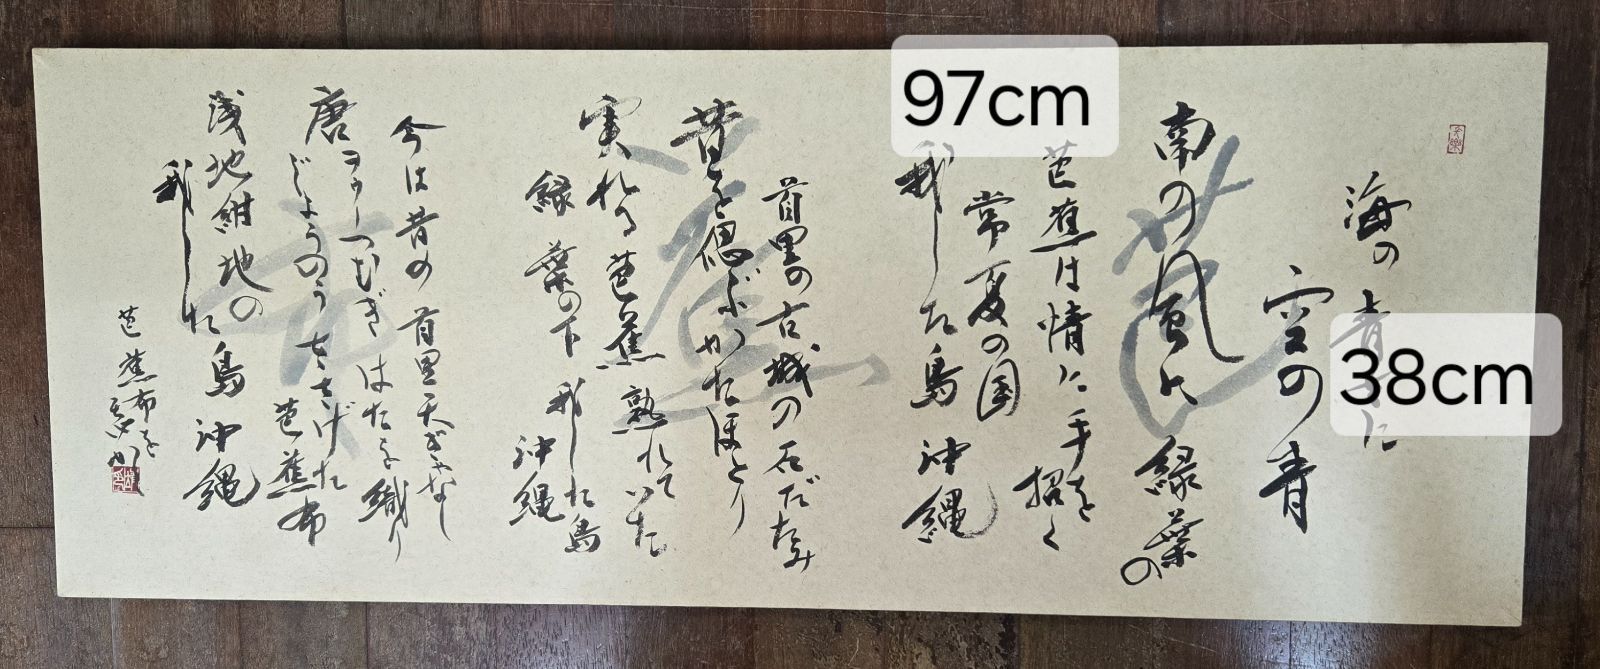 97cm
38cm
海の青さに
空の青
南の風に緑葉の
芭蕉は情に手を招く
常夏の国
我した島沖縄
首里の古城の石だたみ
昔を偲ぶかたほとり
実れる芭蕉熟れていた
緑葉の下我した島
沖縄
今は昔の首里天ぎゃなし
唐ヲゥーつむぎはたを織り
じょうのうささげた
芭蕉布
浅地紺地の
我した島沖縄
芭蕉布を